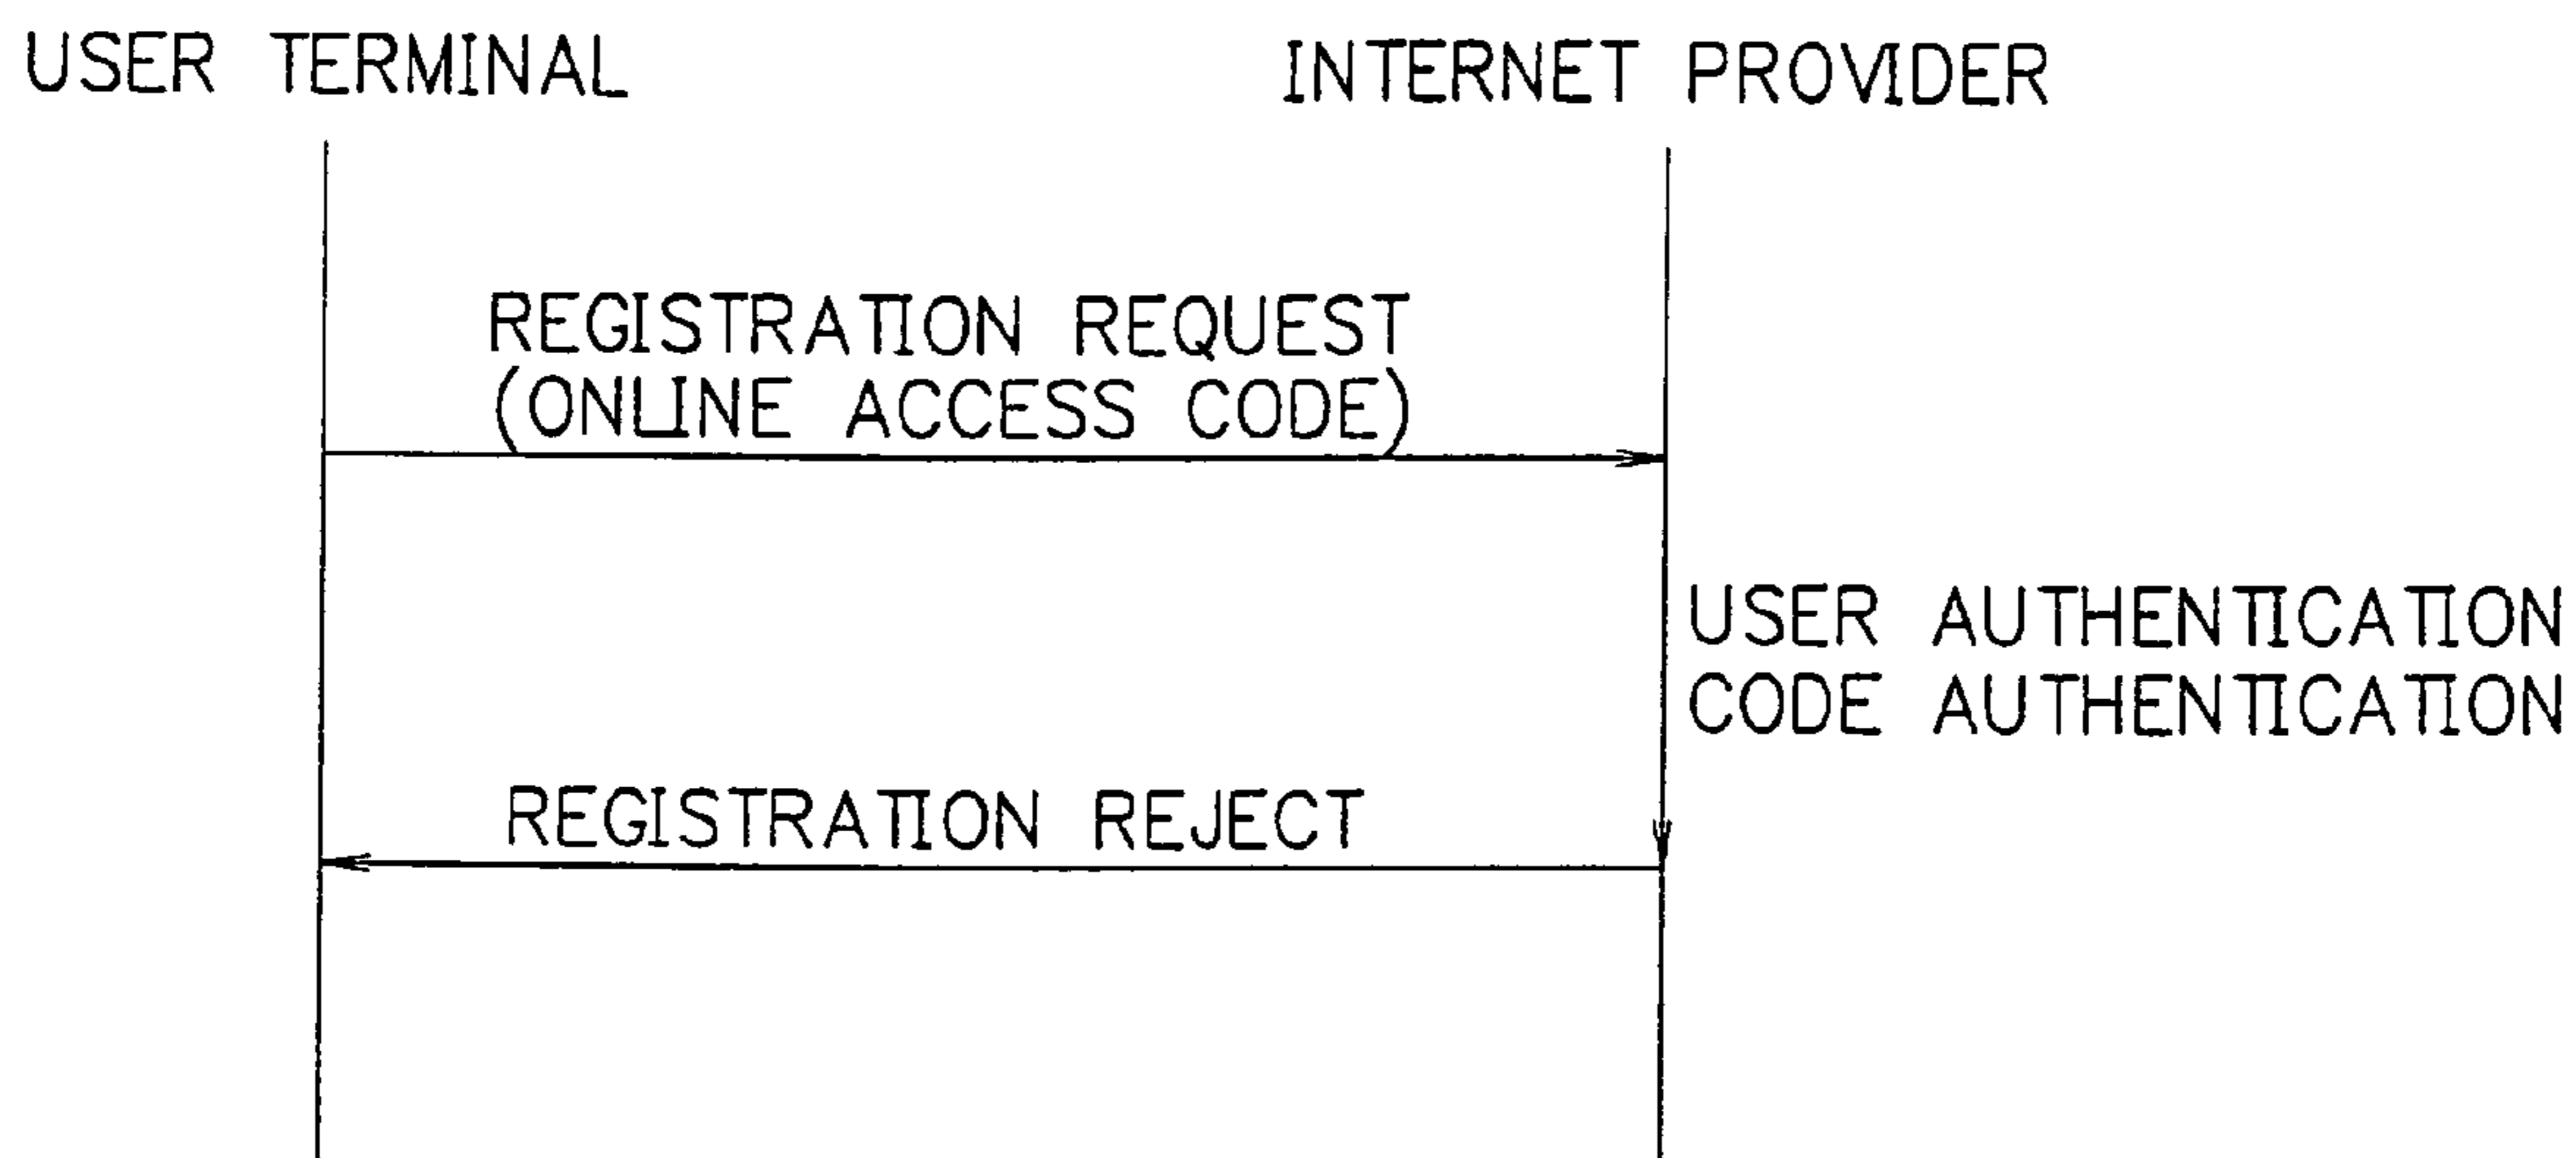 USER TERMINAL
INTERNET PROVIDER
REGISTRATION REQUEST
(ONLINE ACCESS CODE)
USER AUTHENTICATION
CODE AUTHENTICATION
REGISTRATION REJECT